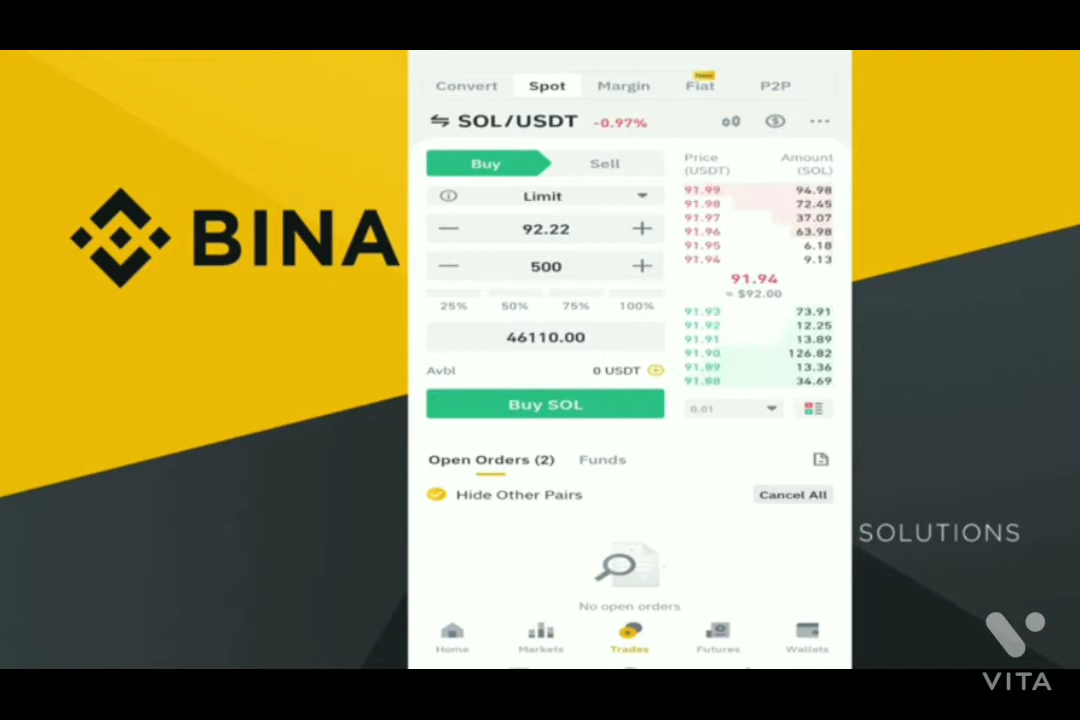 Convert Spot Margin New Fiat P2P
SOL/USDT -0.97%
Buy Sell
Limit
92.22
500
25% 50% 75% 100%
46110.00
Avbl 0 USDT
Buy SOL
Price Amount
(USDT) (SOL)
91.99 94.98
91.98 72.45
91.97 37.07
91.96 63.98
91.95 6.18
91.94 9.13
91.94
≈ $92.00
91.93 73.91
91.92 12.25
91.91 13.89
91.90 126.82
91.89 13.36
91.88 34.69
0.01
Open Orders (2) Funds
Hide Other Pairs Cancel All
No open orders
Home Markets Trades Futures Wallets
BINA
SOLUTIONS
VITA